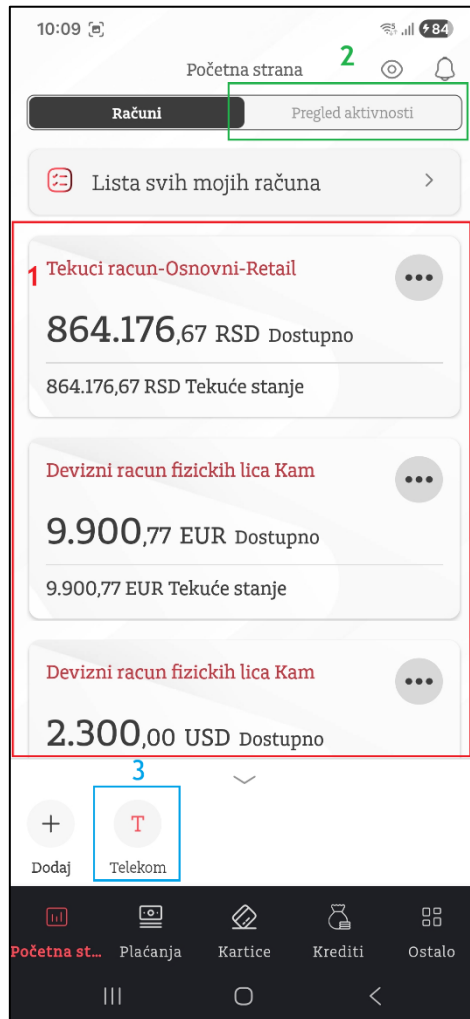 10:09
84
Početna strana
2
Računi
Pregled aktivnosti
Lista svih mojih računa
1
Tekuci racun-Osnovni-Retail
864.176,67 RSD Dostupno
864.176,67 RSD Tekuće stanje
Devizni racun fizickih lica Kam
9.900,77 EUR Dostupno
9.900,77 EUR Tekuće stanje
Devizni racun fizickih lica Kam
2.300,00 USD Dostupno
3
T
Dodaj Telekom
Početna st... Plaćanja Kartice Krediti Ostalo